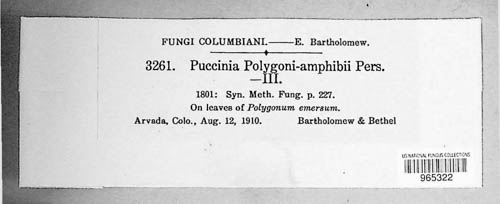 FUNGI COLUMBIANI.——E. Bartholomew.
3261. Puccinia Polygoni-amphibii Pers.
—III.
1801: Syn. Meth. Fung. p. 227.
On leaves of Polygonum emersum.
Arvada, Colo., Aug. 12, 1910. Bartholomew & Bethel
US NATIONAL FUNGUS COLLECTIONS
965322